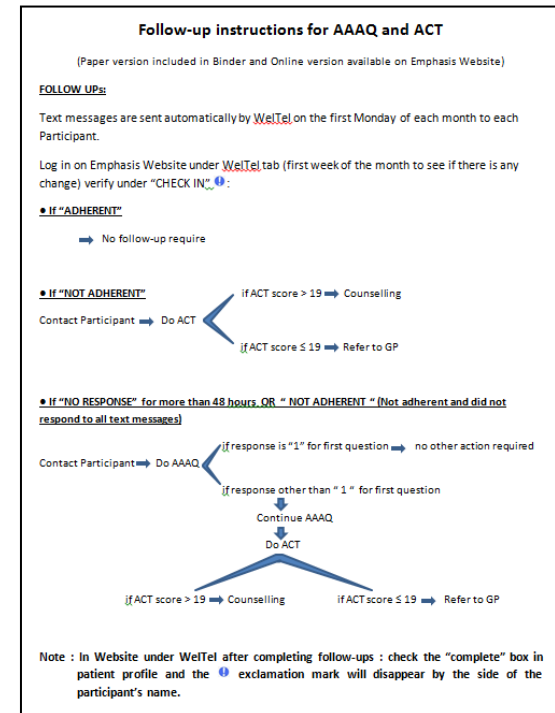 Follow-up instructions for AAAQ and ACT
(Paper version included in Binder and Online version available on Emphasis Website)
FOLLOW UPs:
Text messages are sent automatically by WelTel on the first Monday of each month to each
Participant.
Log in on Emphasis Website under WelTel tab (first week of the month to see if there is any
change) verify under “CHECK IN” :
• If “ADHERENT”
No follow-up require
• If “NOT ADHERENT”
if ACT score > 19 Counselling
Contact Participant Do ACT
if ACT score ≤ 19 Refer to GP
• If “NO RESPONSE” for more than 48 hours OR “ NOT ADHERENT “ (Not adherent and did not
respond to all text messages)
if response is “1” for first question no other action required
Contact Participant Do AAAQ
if response other than “ 1 “ for first question
Continue AAAQ
Do ACT
if ACT score > 19 Counselling if ACT score ≤ 19 Refer to GP
Note : In Website under WelTel after completing follow-ups : check the “complete” box in
patient profile and the exclamation mark will disappear by the side of the
participant’s name.